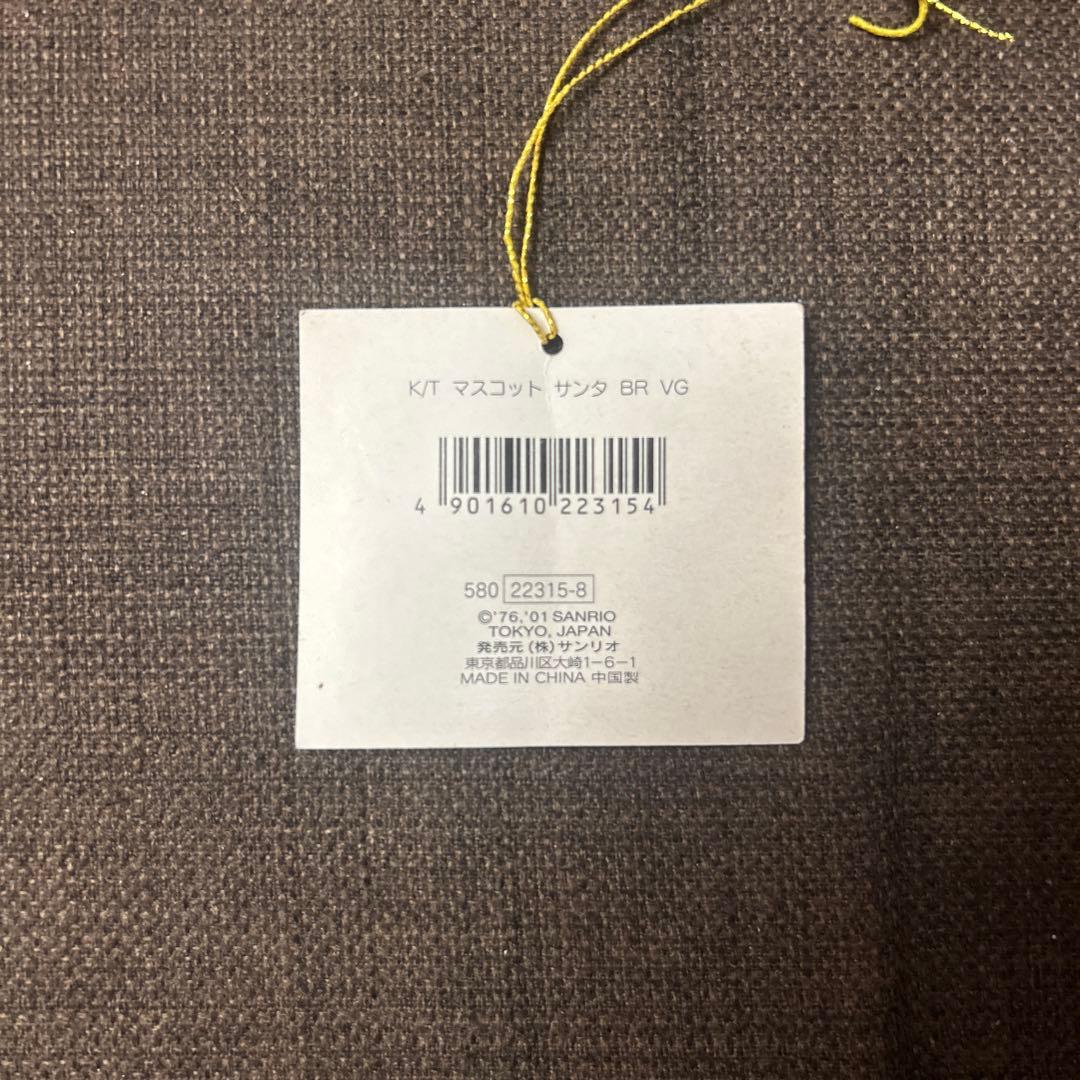 K/T マスコット サンタ BR VG
4 901610 223154
580 22315-8
©'76,'01 SANRIO
TOKYO, JAPAN
発売元(株)サンリオ
東京都品川区大崎1-6-1
MADE IN CHINA 中国製